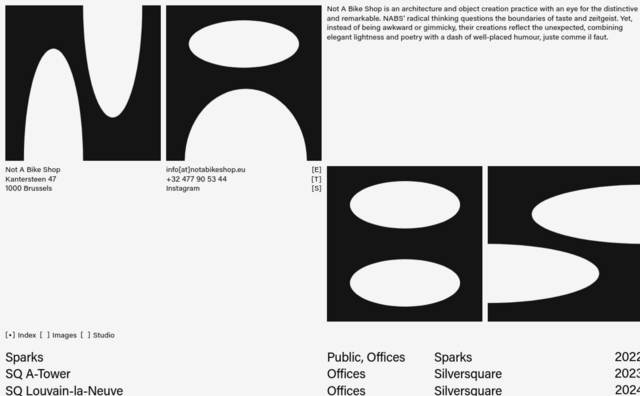 N A
B S
Not A Bike Shop is an architecture and object creation practice with an eye for the distinctive
and remarkable. NABS' radical thinking questions the boundaries of taste and zeitgeist. Yet,
instead of being awkward or gimmicky, their creations reflect the unexpected, combining
elegant lightness and poetry with a dash of well-placed humour, juste comme il faut.
Not A Bike Shop
Kantersteen 47
1000 Brussels
info[at]notabikeshop.eu [E]
+32 477 90 53 44 [T]
Instagram [S]
[•] Index [ ] Images [ ] Studio
Sparks Public, Offices Sparks 2022
SQ A-Tower Offices Silversquare 2023
SQ Louvain-la-Neuve Offices Silversquare 2024